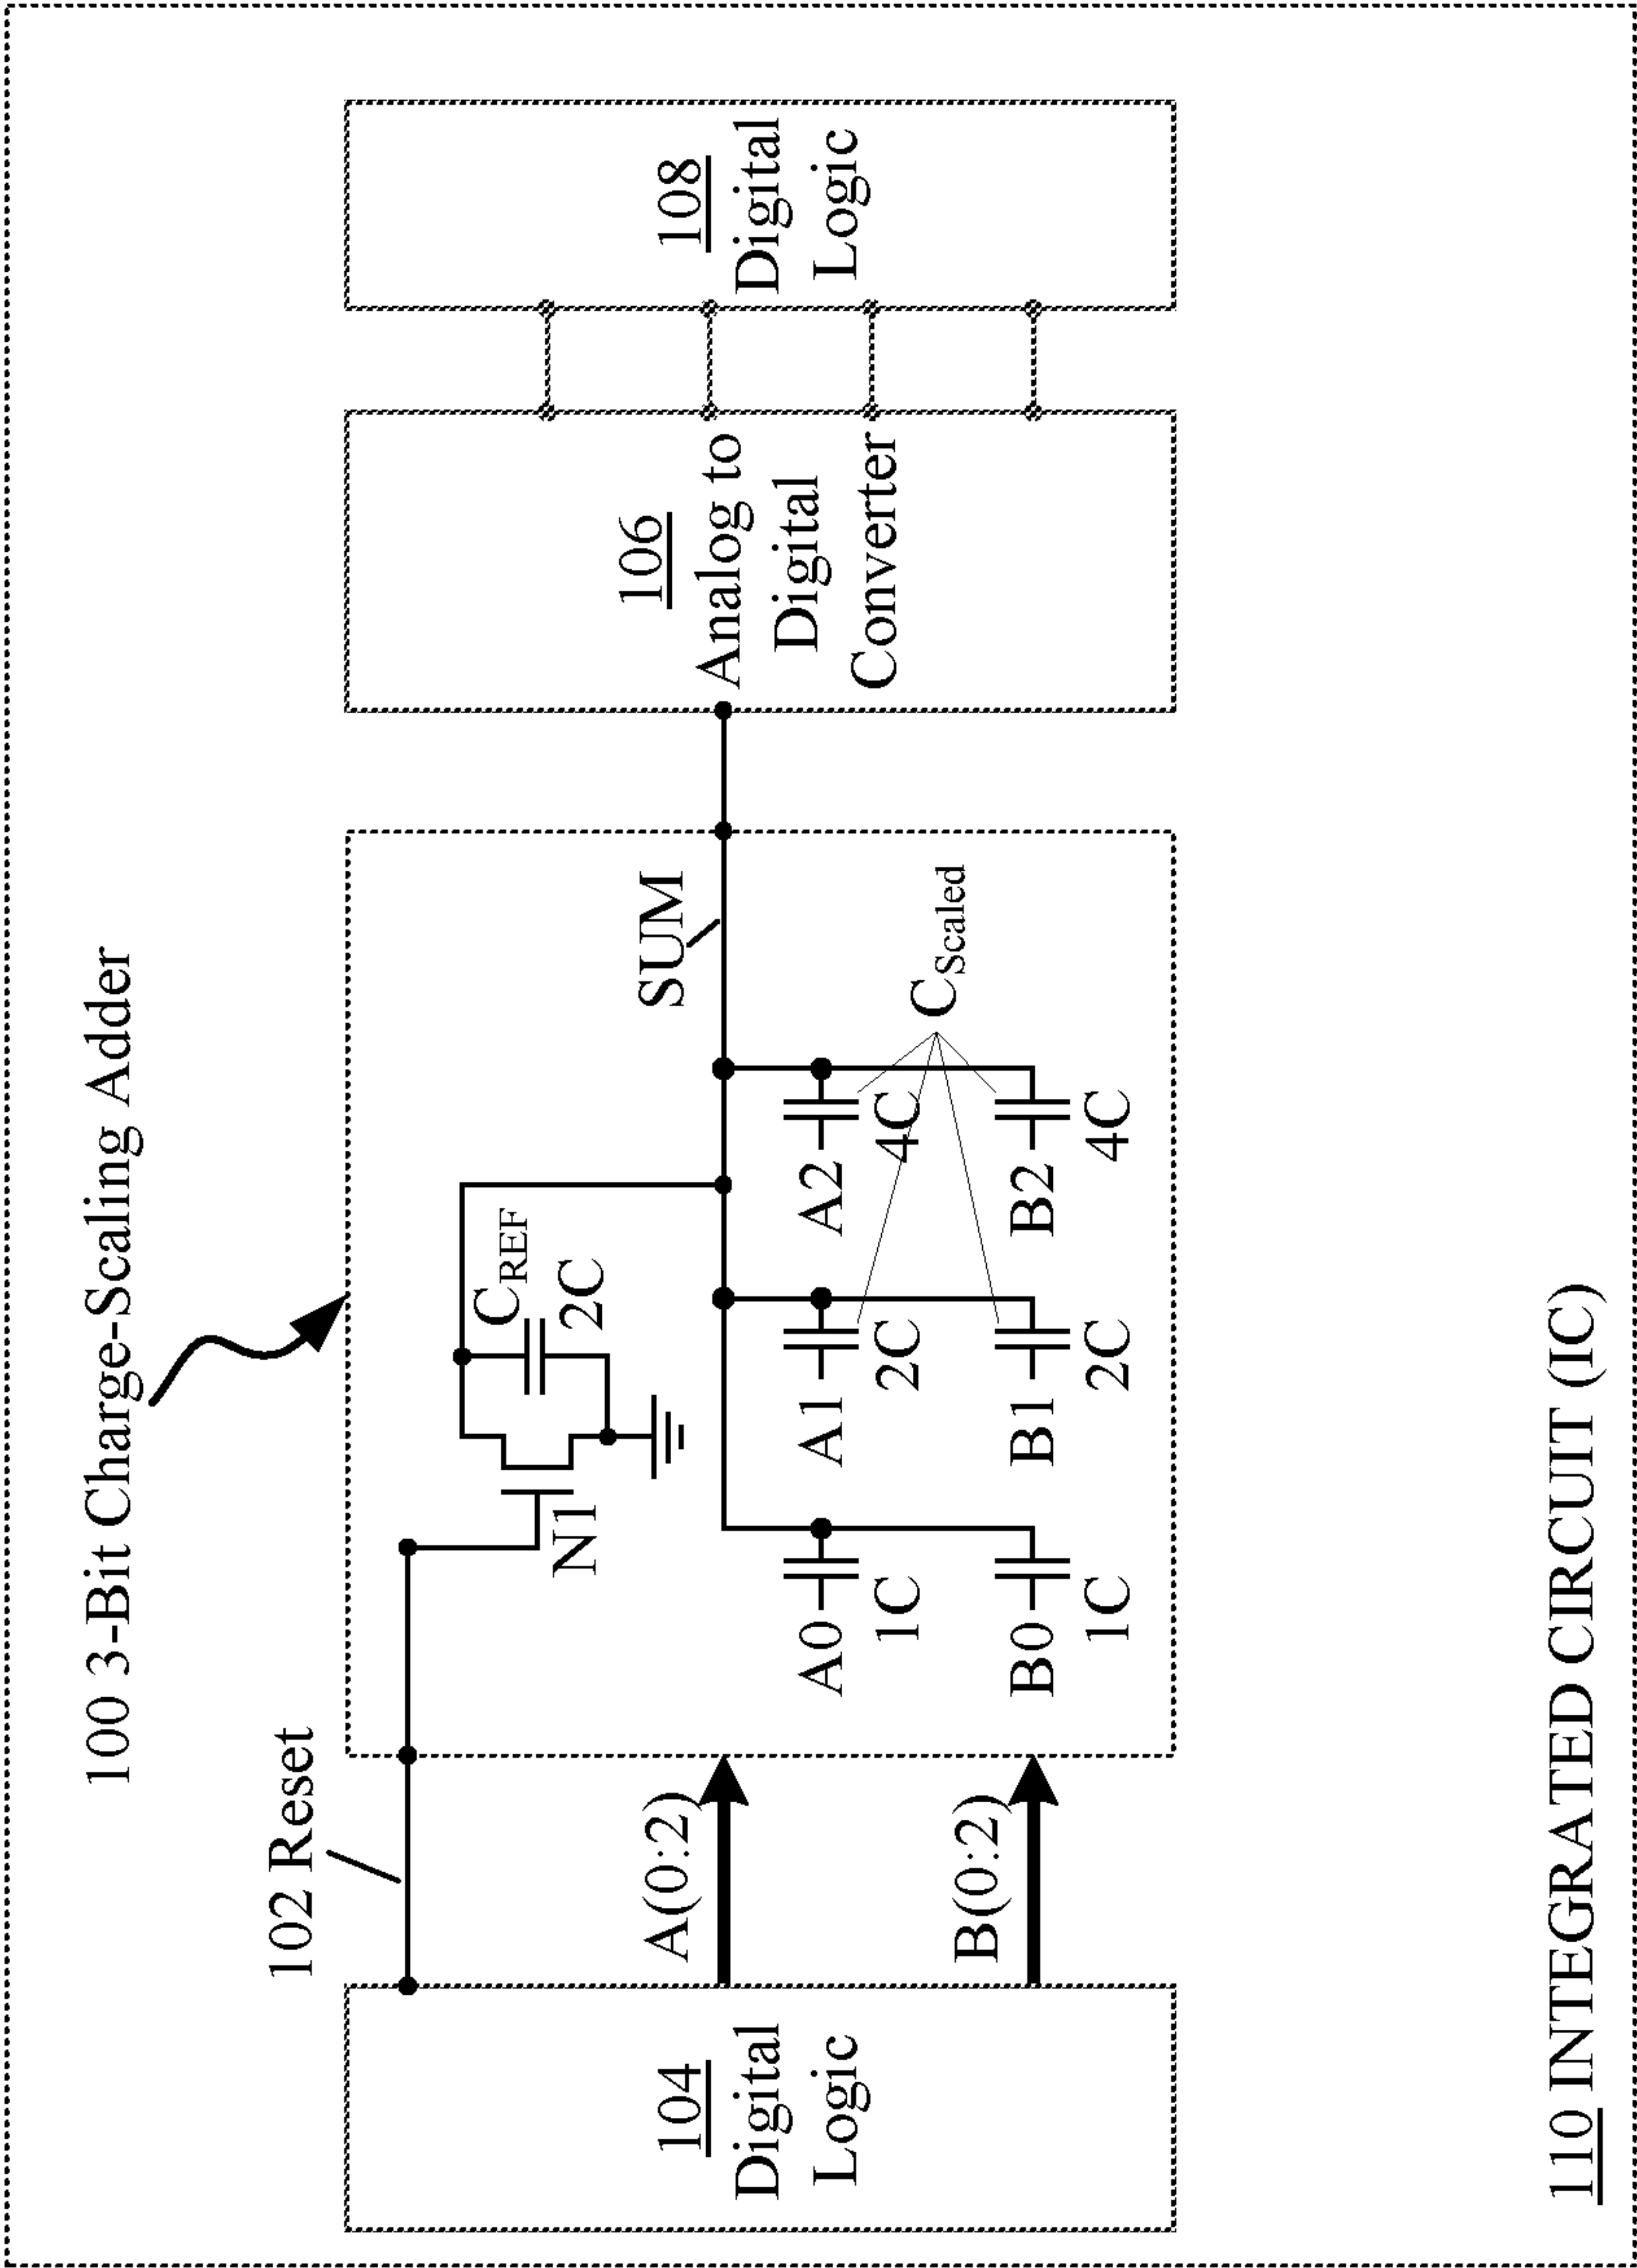 100 3-Bit Charge-Scaling Adder
102 Reset
104
Digital
Logic
A(0:2)
B(0:2)
N1
CREF
2C
SUM
A0
1C
A1
2C
A2
4C
B0
1C
B1
2C
B2
4C
CScaled
106
Analog to
Digital
Converter
108
Digital
Logic
110 INTEGRATED CIRCUIT (IC)